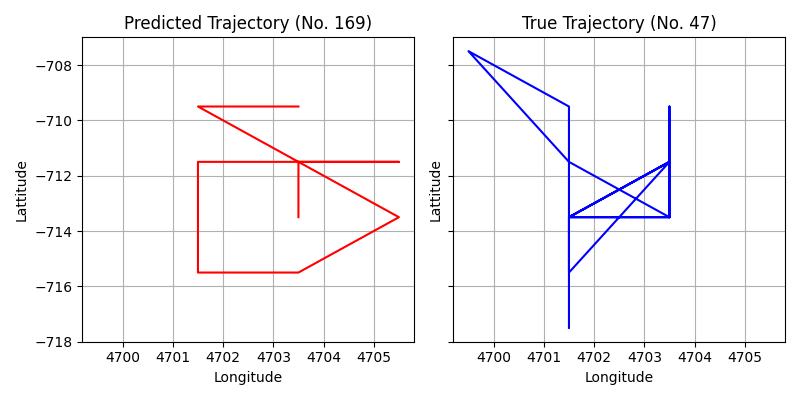 Predicted Trajectory (No. 169)
True Trajectory (No. 47)
−708
−710
−712
−714
−716
−718
Lattitude
Lattitude
4700 4701 4702 4703 4704 4705
4700 4701 4702 4703 4704 4705
Longitude
Longitude